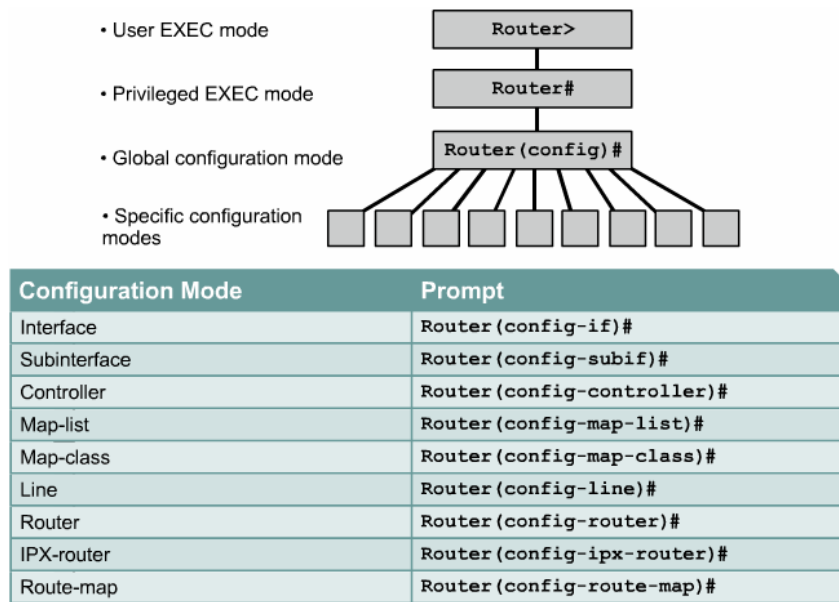 • User EXEC mode
Router>
• Privileged EXEC mode
Router#
• Global configuration mode
Router(config)#
• Specific configuration
modes
Configuration Mode Prompt
Interface Router(config-if)#
Subinterface Router(config-subif)#
Controller Router(config-controller)#
Map-list Router(config-map-list)#
Map-class Router(config-map-class)#
Line Router(config-line)#
Router Router(config-router)#
IPX-router Router(config-ipx-router)#
Route-map Router(config-route-map)#